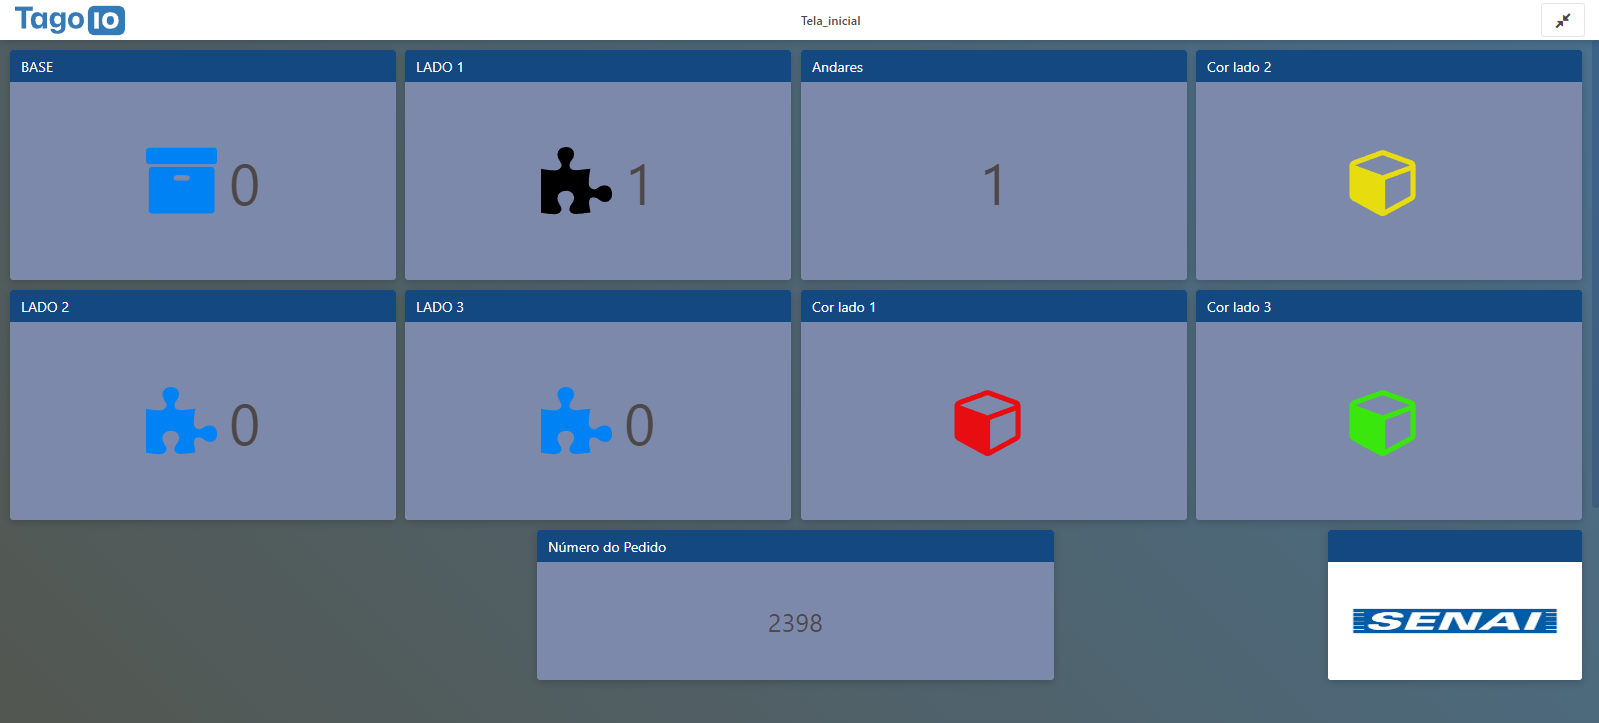 Tago IO
Tela_inicial
BASE
LADO 1
Andares
Cor lado 2
0
1
1
LADO 2
LADO 3
Cor lado 1
Cor lado 3
0
0
Número do Pedido
2398
SENAI